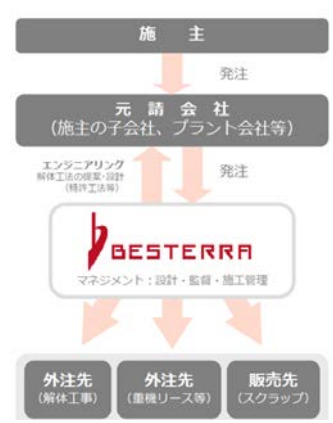 施 主
発注
元 請 会 社
(施主の子会社、プラント会社等)
エンジニアリング
解体工法の提案・設計
(特許工法等)
発注
BESTERRA
マネジメント：設計・監督・施工管理
外注先
(解体工事)
外注先
(重機リース等)
販売先
(スクラップ)